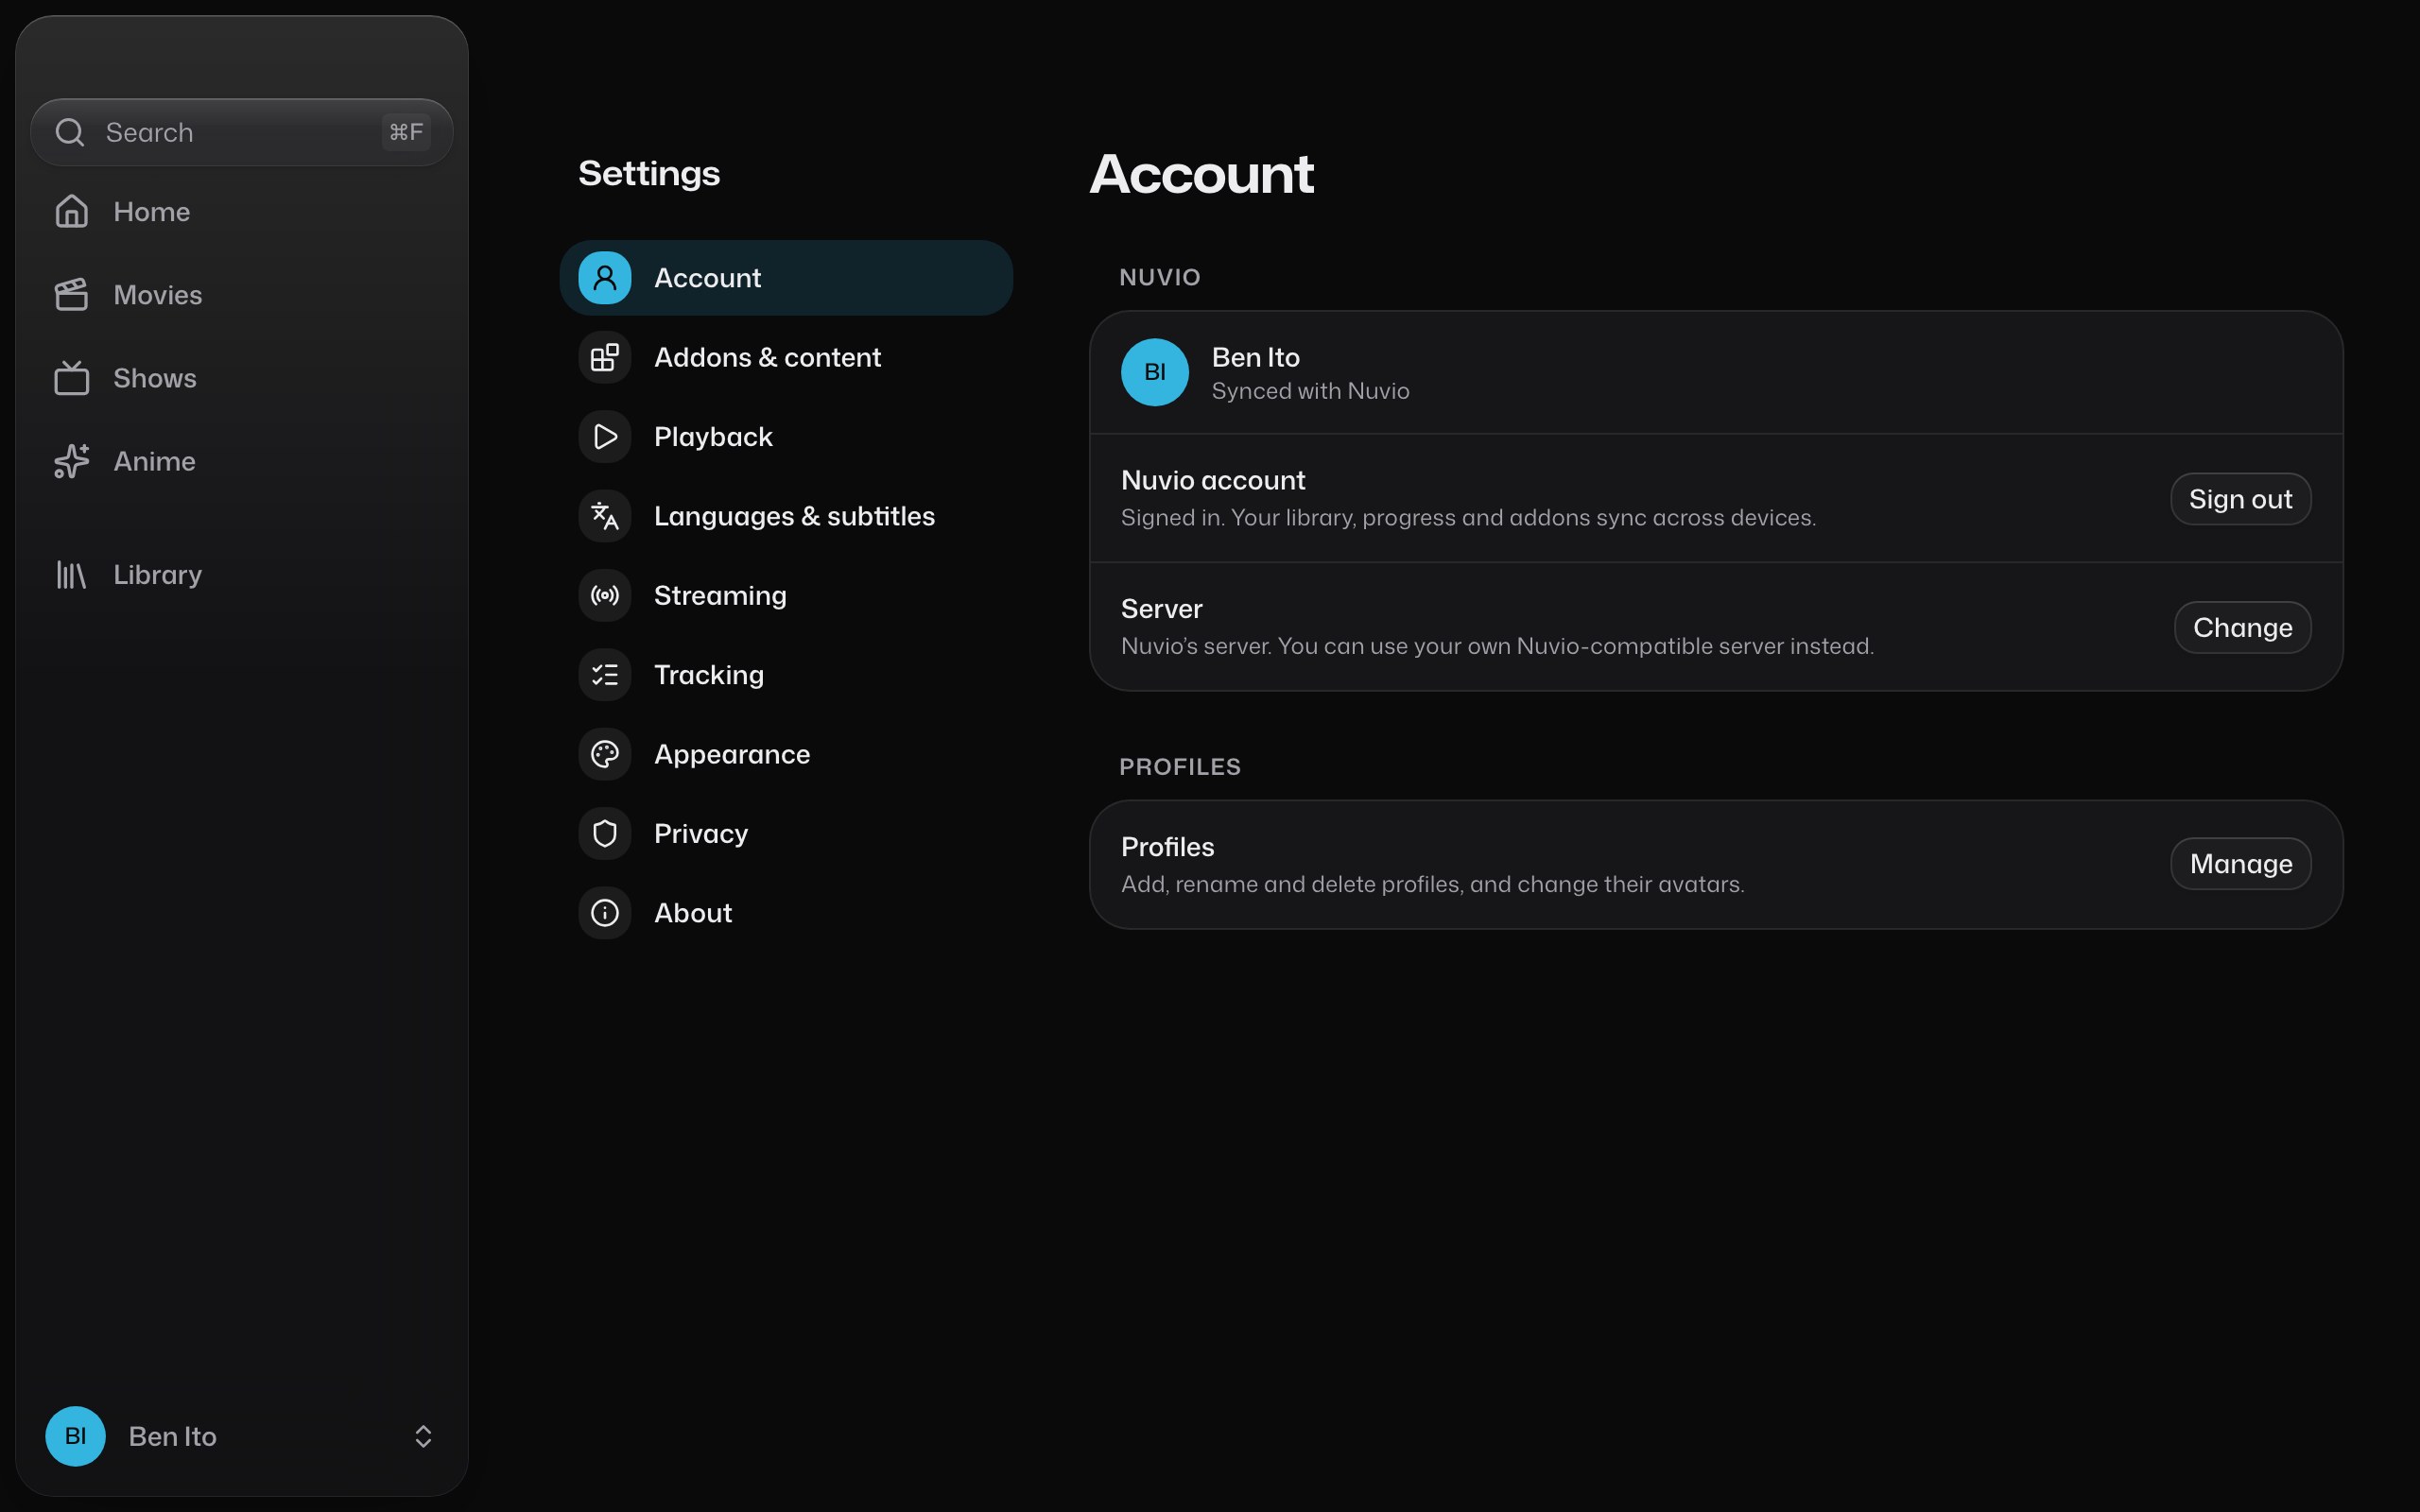 Search
⌘F
Home
Movies
Shows
Anime
Library
BI
Ben Ito
Settings
Account
Addons & content
Playback
Languages & subtitles
Streaming
Tracking
Appearance
Privacy
About
Account
NUVIO
BI
Ben Ito
Synced with Nuvio
Nuvio account
Signed in. Your library, progress and addons sync across devices.
Sign out
Server
Nuvio’s server. You can use your own Nuvio-compatible server instead.
Change
PROFILES
Profiles
Add, rename and delete profiles, and change their avatars.
Manage